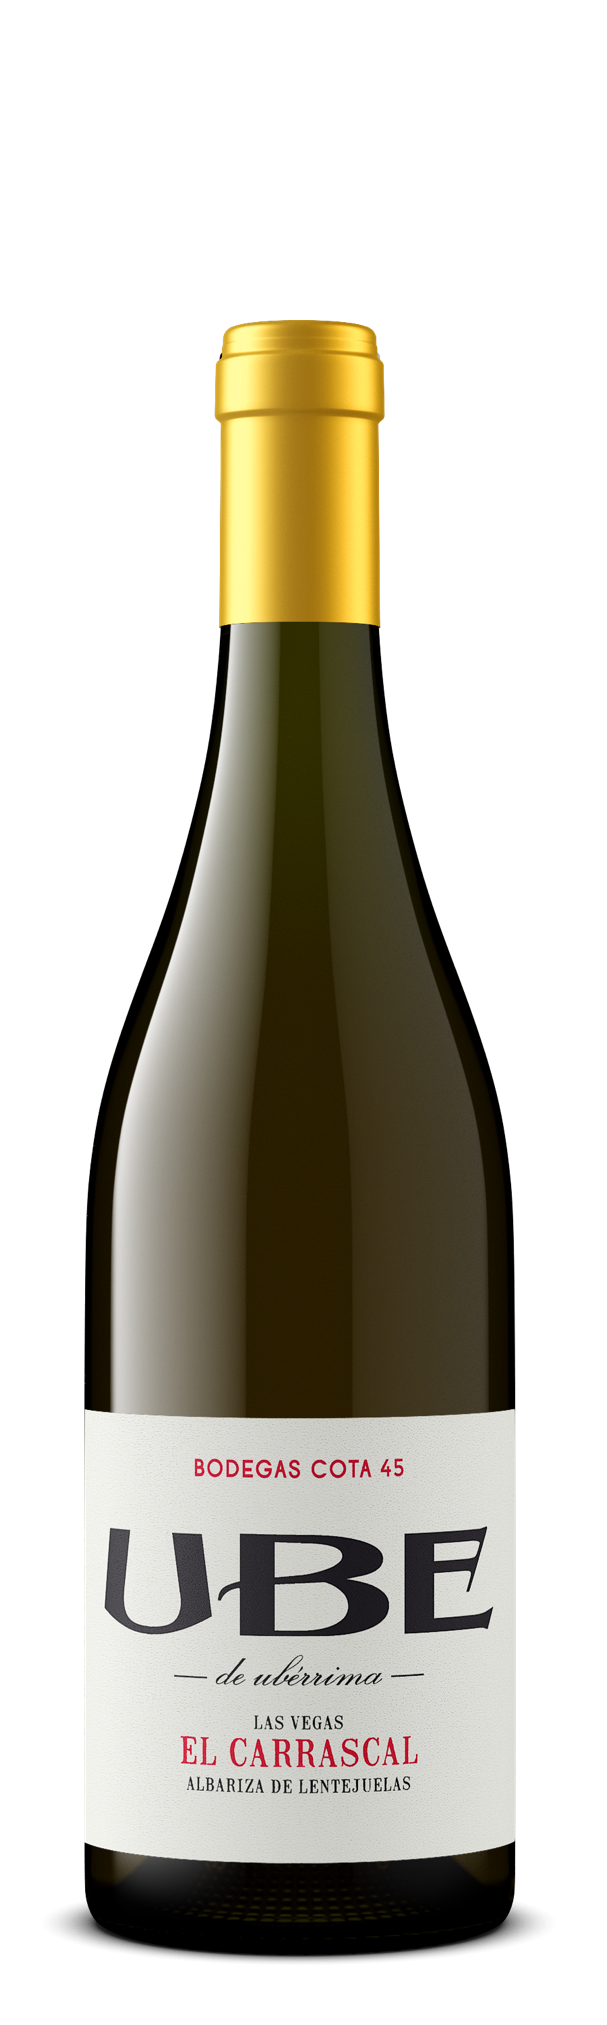 BODEGAS COTA 45
UBE
— de ubérrima —
LAS VEGAS
EL CARRASCAL
ALBARIZA DE LENTEJUELAS